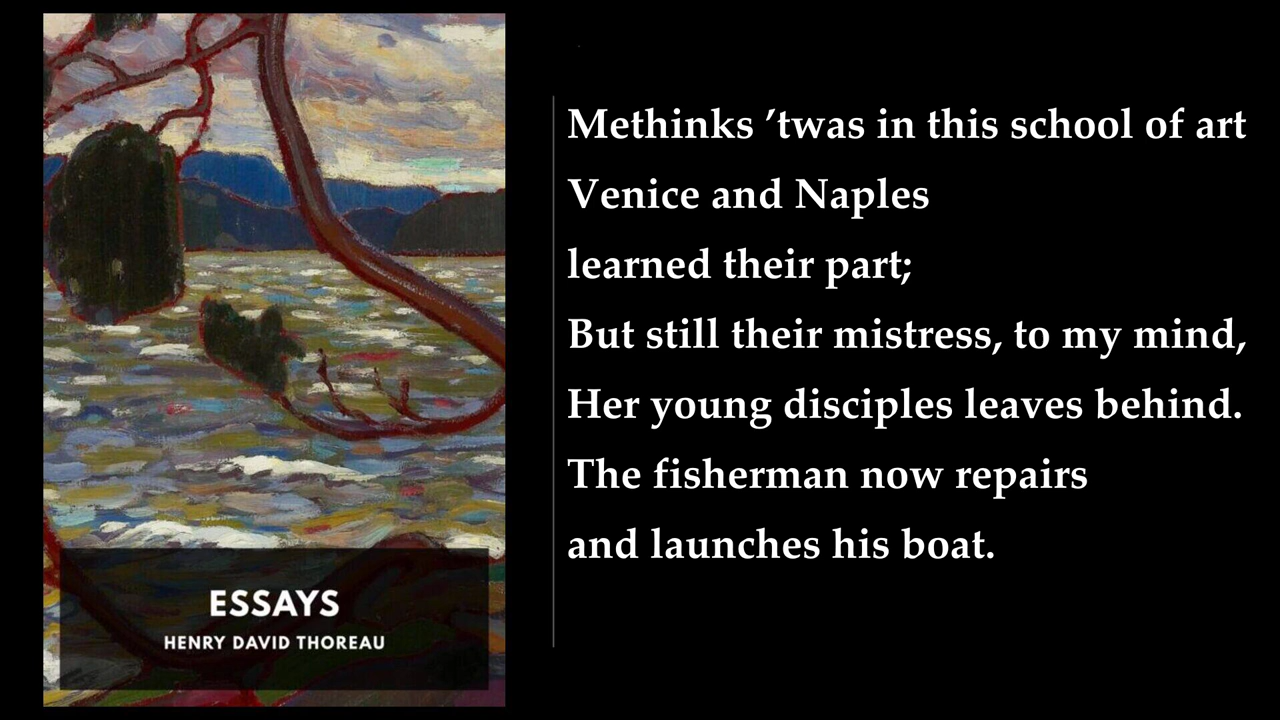 ESSAYS
HENRY DAVID THOREAU
Methinks ’twas in this school of art
Venice and Naples
learned their part;
But still their mistress, to my mind,
Her young disciples leaves behind.
The fisherman now repairs
and launches his boat.